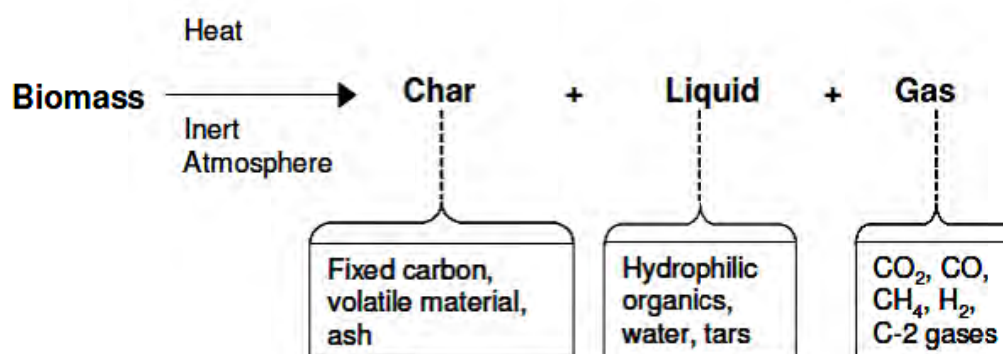 Heat
Biomass Char + Liquid + Gas
Inert
Atmosphere
Fixed carbon,
volatile material,
ash
Hydrophilic
organics,
water, tars
CO₂, CO,
CH₄, H₂,
C-2 gases